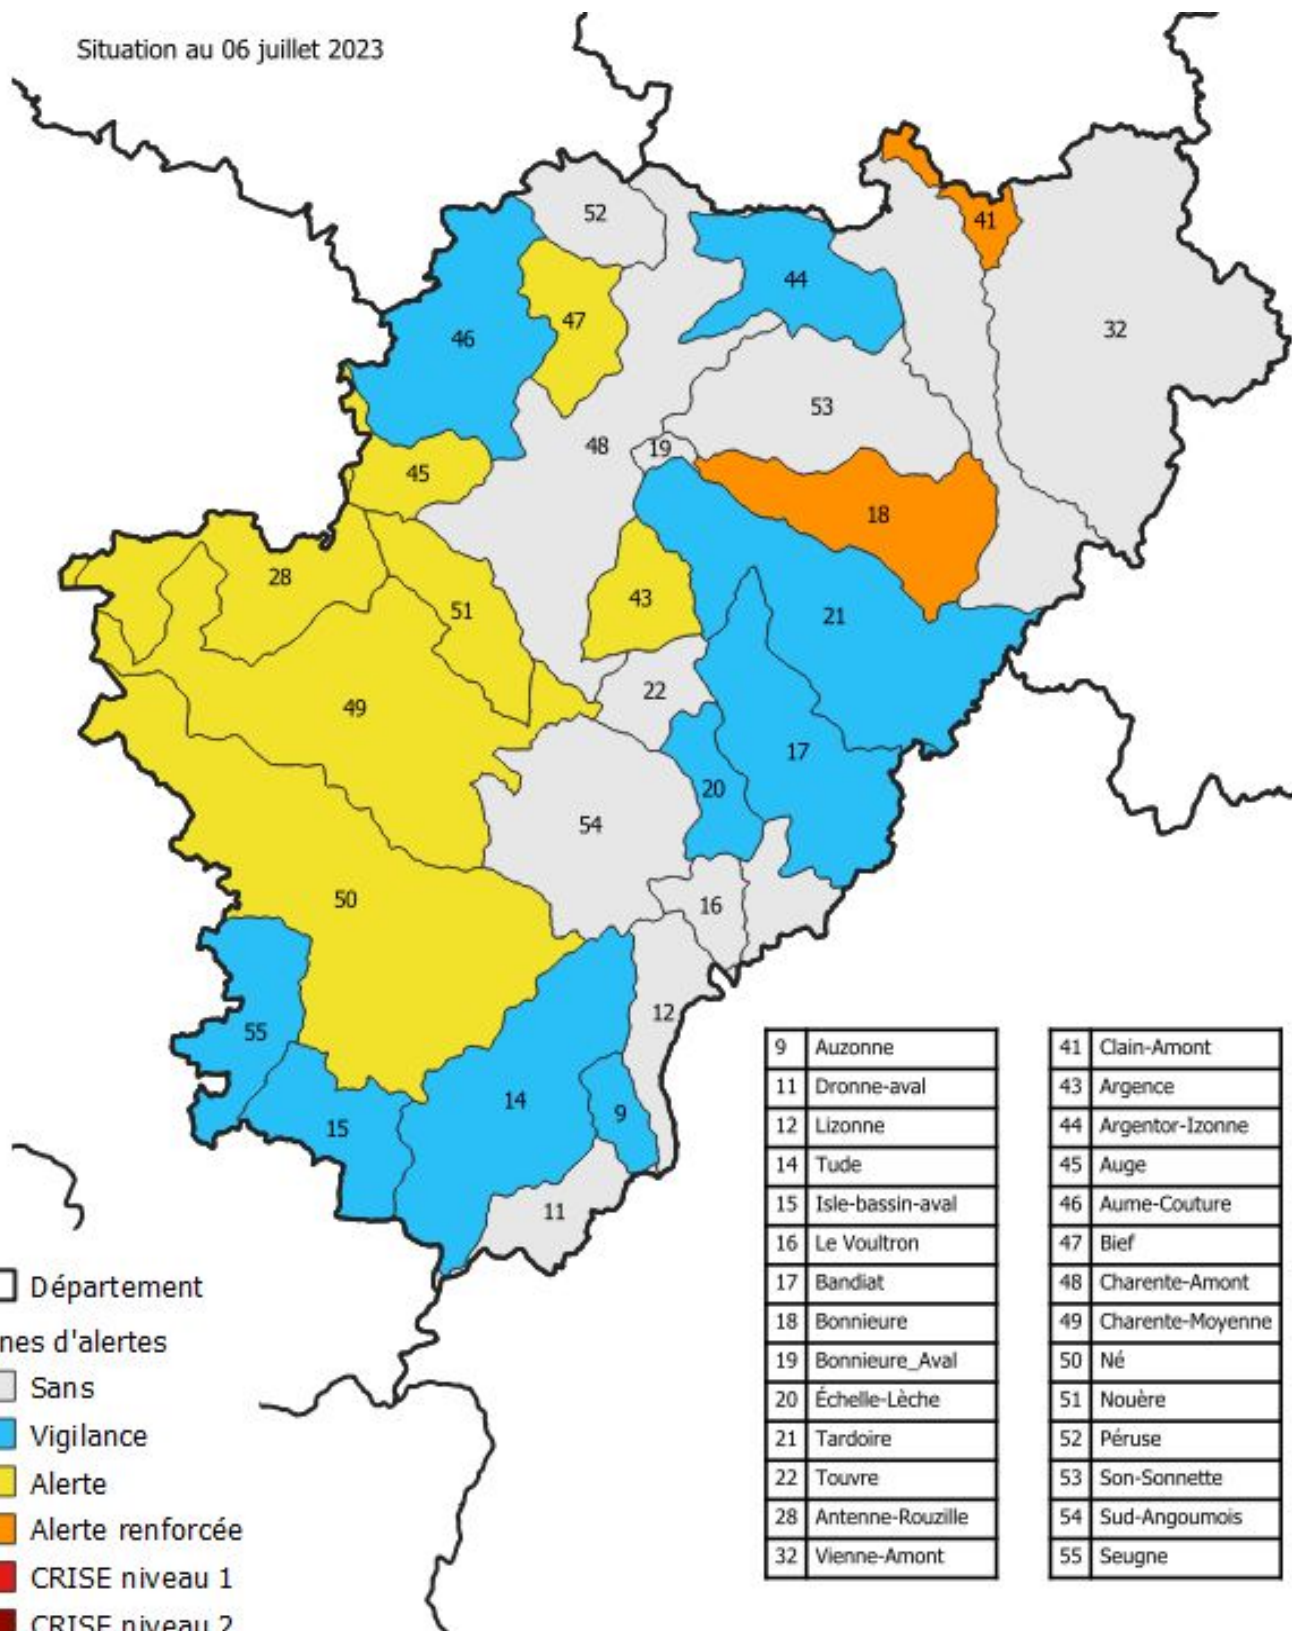 Situation au 06 juillet 2023
52
41
44
47
32
46
53
48
19
45
18
28
43
51
21
22
49
17
20
54
50
16
12
55
14
9
15
11
9 Auzonne
11 Dronne-aval
12 Lizonne
14 Tude
15 Isle-bassin-aval
16 Le Voultron
17 Bandiat
18 Bonnieure
19 Bonnieure_Aval
20 Échelle-Lèche
21 Tardoire
22 Touvre
28 Antenne-Rouzille
32 Vienne-Amont
41 Clain-Amont
43 Argence
44 Argentor-Izonne
45 Auge
46 Aume-Couture
47 Bief
48 Charente-Amont
49 Charente-Moyenne
50 Né
51 Nouère
52 Péruse
53 Son-Sonnette
54 Sud-Angoumois
55 Seugne
Département
nes d'alertes
Sans
Vigilance
Alerte
Alerte renforcée
CRISE niveau 1
CRISE niveau 2